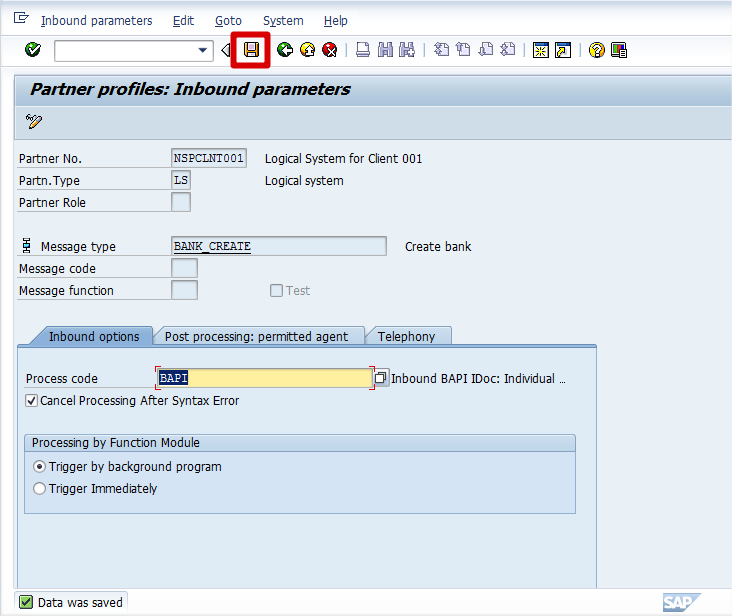 Inbound parameters Edit Goto System Help
Partner profiles: Inbound parameters
Partner No. NSPCLNT001 Logical System for Client 001
Partn.Type LS Logical system
Partner Role
Message type BANK_CREATE Create bank
Message code
Message function Test
Inbound options Post processing: permitted agent Telephony
Process code BAPI Inbound BAPI IDoc: Individual ...
Cancel Processing After Syntax Error
Processing by Function Module
Trigger by background program
Trigger Immediately
Data was saved SAP